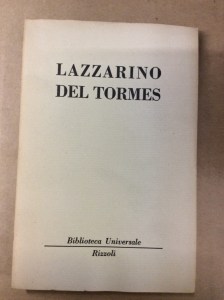 LAZZARINO
DEL TORMES
Biblioteca Universale
Rizzoli